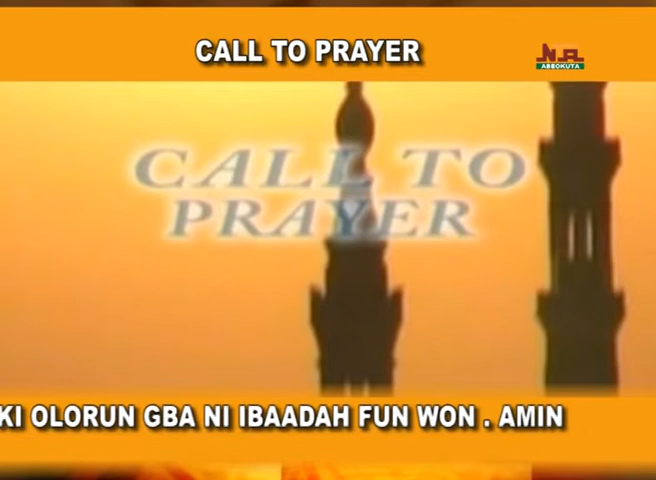 CALL TO PRAYER
NTA
ABEOKUTA
CALL TO
PRAYER
KI OLORUN GBA NI IBAADAH FUN WON . AMIN